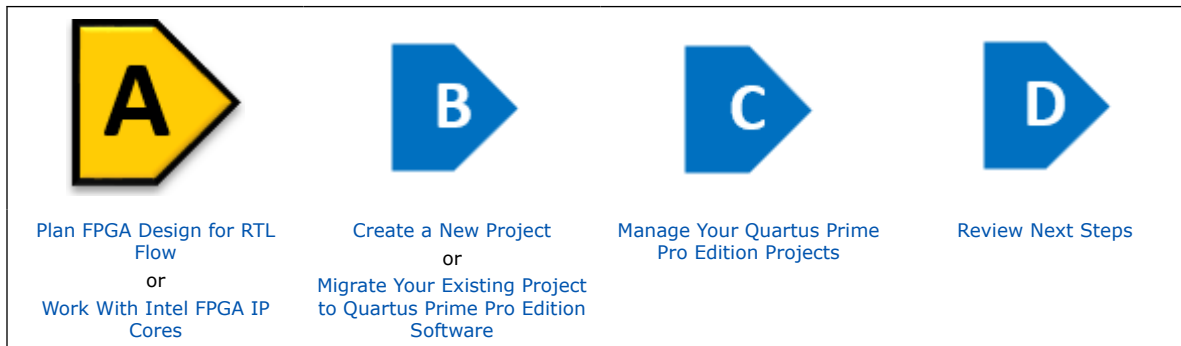 A
B
C
D
Plan FPGA Design for RTL
Flow
or
Work With Intel FPGA IP
Cores
Create a New Project
or
Migrate Your Existing Project
to Quartus Prime Pro Edition
Software
Manage Your Quartus Prime
Pro Edition Projects
Review Next Steps